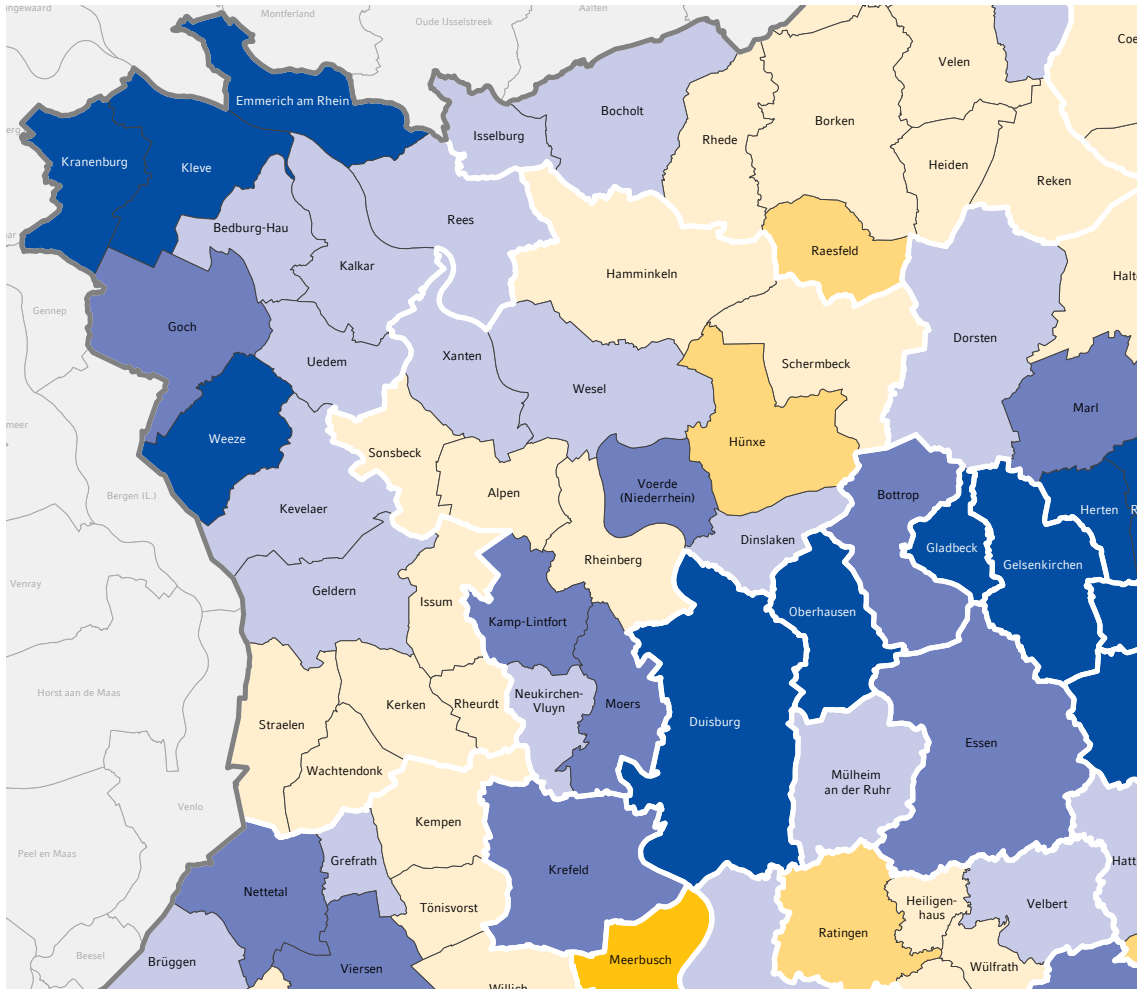 Montferland
Oude IJsselstreek
Aalten
Coe
Velen
Emmerich am Rhein
Bocholt
Borken
Isselburg
Rhede
Kranenburg
Kleve
Heiden
Reken
Rees
Bedburg-Hau
Raesfeld
Kalkar
Hamminkeln
Gennep
Goch
Dorsten
Uedem
Xanten
Schermbeck
Wesel
Marl
Weeze
Hünxe
Sonsbeck
Voerde
(Niederrhein)
Alpen
Bottrop
Bergen (L.)
Kevelaer
Herten
R
Dinslaken
Gladbeck
Rheinberg
Gelsenkirchen
Venray
Geldern
Issum
Oberhausen
Kamp-Lintfort
Horst aan de Maas
Neukirchen-
Vluyn
Straelen
Kerken
Rheurdt
Moers
Duisburg
Essen
Wachtendonk
Mülheim
an der Ruhr
Venlo
Kempen
Peel en Maas
Grefrath
Krefeld
Hatt
Nettetal
Tönisvorst
Heiligen-
haus
Velbert
Ratingen
Beesel
Brüggen
Viersen
Meerbusch
Wülfrath
Willich